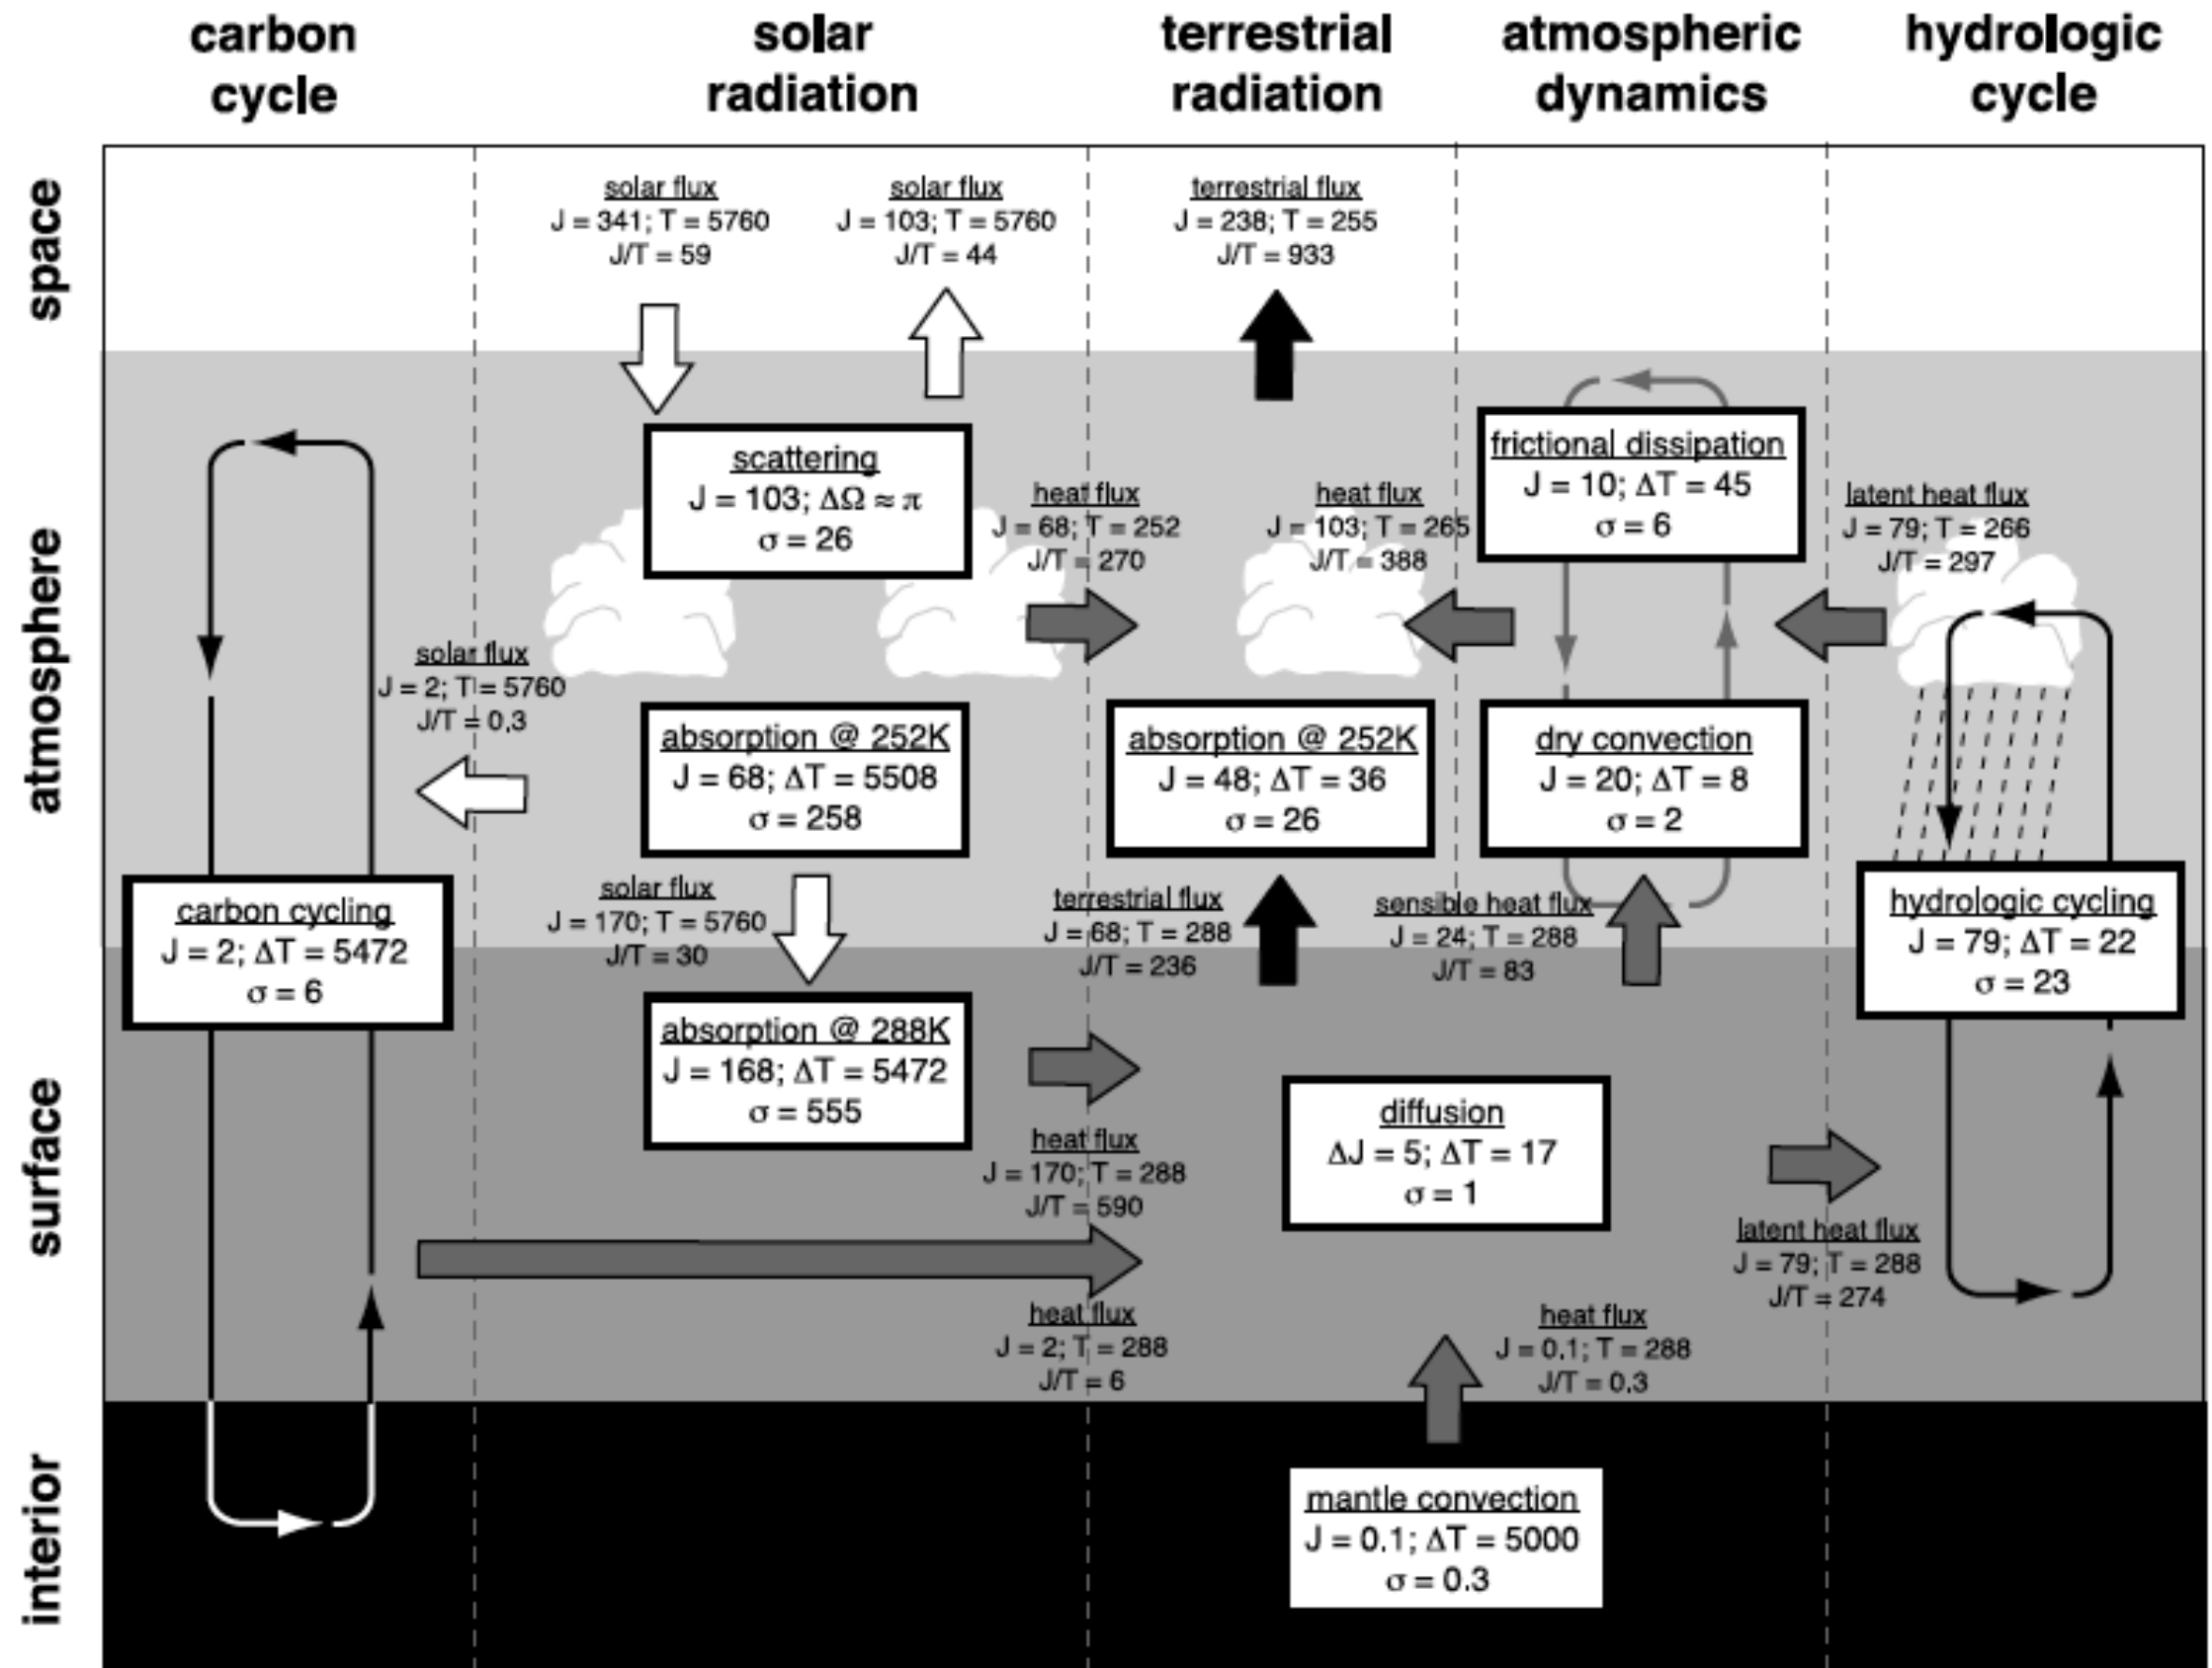 carbon
cycle
solar
radiation
terrestrial
radiation
atmospheric
dynamics
hydrologic
cycle
space
solar flux
J = 341; T = 5760
J/T = 59
solar flux
J = 103; T = 5760
J/T = 44
terrestrial flux
J = 238; T = 255
J/T = 933
atmosphere
scattering
J = 103; ΔΩ ≈ π
σ = 26
heat flux
J = 68; T = 252
J/T = 270
heat flux
J = 103; T = 265
J/T = 388
frictional dissipation
J = 10; ΔT = 45
σ = 6
latent heat flux
J = 79; T = 266
J/T = 297
solar flux
J = 2; T = 5760
J/T = 0.3
absorption @ 252K
J = 68; ΔT = 5508
σ = 258
absorption @ 252K
J = 48; ΔT = 36
σ = 26
dry convection
J = 20; ΔT = 8
σ = 2
carbon cycling
J = 2; ΔT = 5472
σ = 6
solar flux
J = 170; T = 5760
J/T = 30
terrestrial flux
J = 68; T = 288
J/T = 236
sensible heat flux
J = 24; T = 288
J/T = 83
hydrologic cycling
J = 79; ΔT = 22
σ = 23
surface
absorption @ 288K
J = 168; ΔT = 5472
σ = 555
heat flux
J = 170; T = 288
J/T = 590
diffusion
ΔJ = 5; ΔT = 17
σ = 1
latent heat flux
J = 79; T = 288
J/T = 274
heat flux
J = 2; T = 288
J/T = 6
heat flux
J = 0.1; T = 288
J/T = 0.3
interior
mantle convection
J = 0.1; ΔT = 5000
σ = 0.3